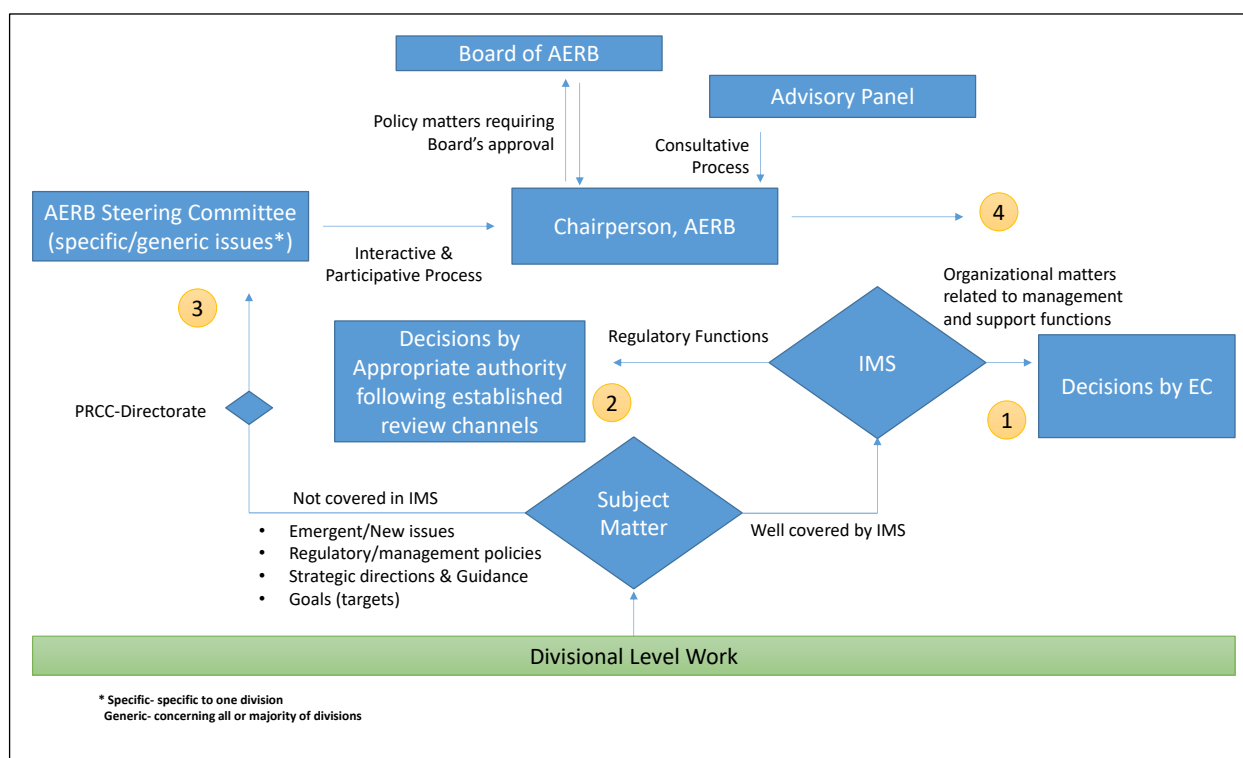 Board of AERB
Advisory Panel
Policy matters requiring
Board's approval
Consultative
Process
AERB Steering Committee
(specific/generic issues*)
Chairperson, AERB
4
Interactive &
Participative Process
3
Organizational matters
related to management
and support functions
Decisions by
Appropriate authority
following established
review channels
Regulatory Functions
IMS
Decisions by EC
2
1
PRCC-Directorate
Not covered in IMS
Subject
Matter
Well covered by IMS
• Emergent/New issues
• Regulatory/management policies
• Strategic directions & Guidance
• Goals (targets)
Divisional Level Work
* Specific- specific to one division
Generic- concerning all or majority of divisions